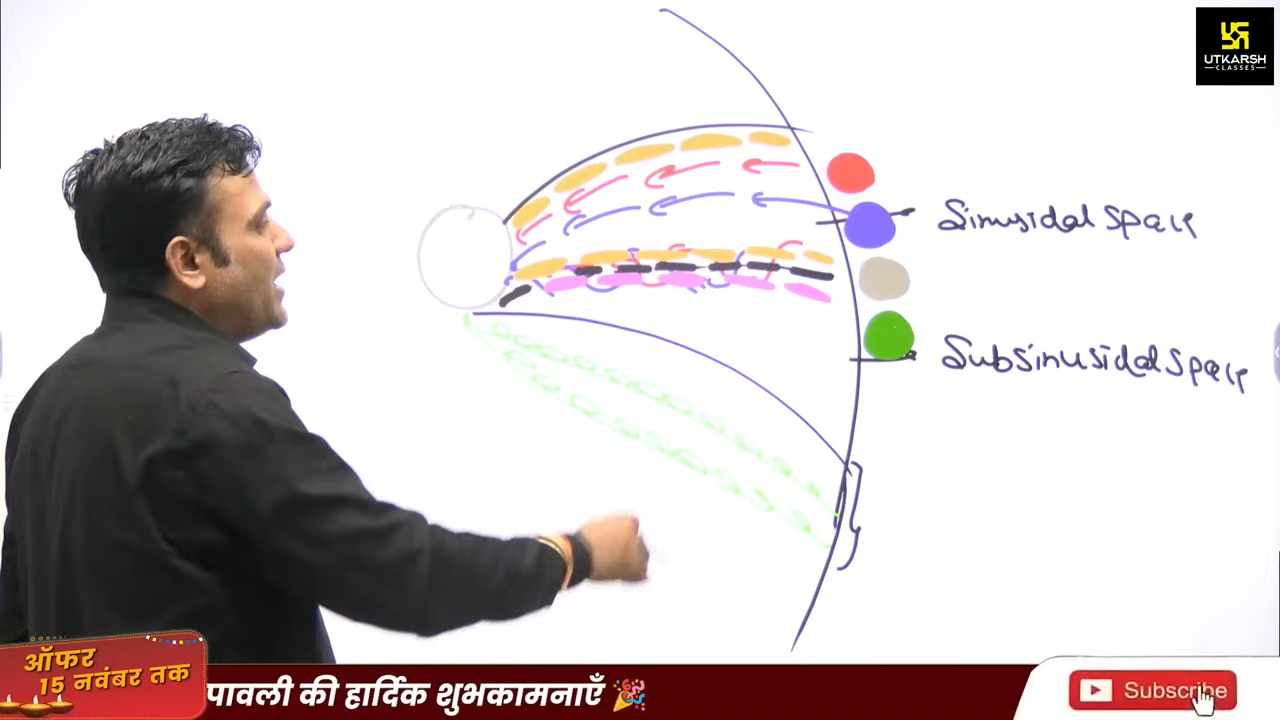 UTKARSH
CLASSES
Sinusidal Space
Subsinusidal Space
ऑफर
15 नवंबर तक
पावली की हार्दिक शुभकामनाएँ
Subscribe